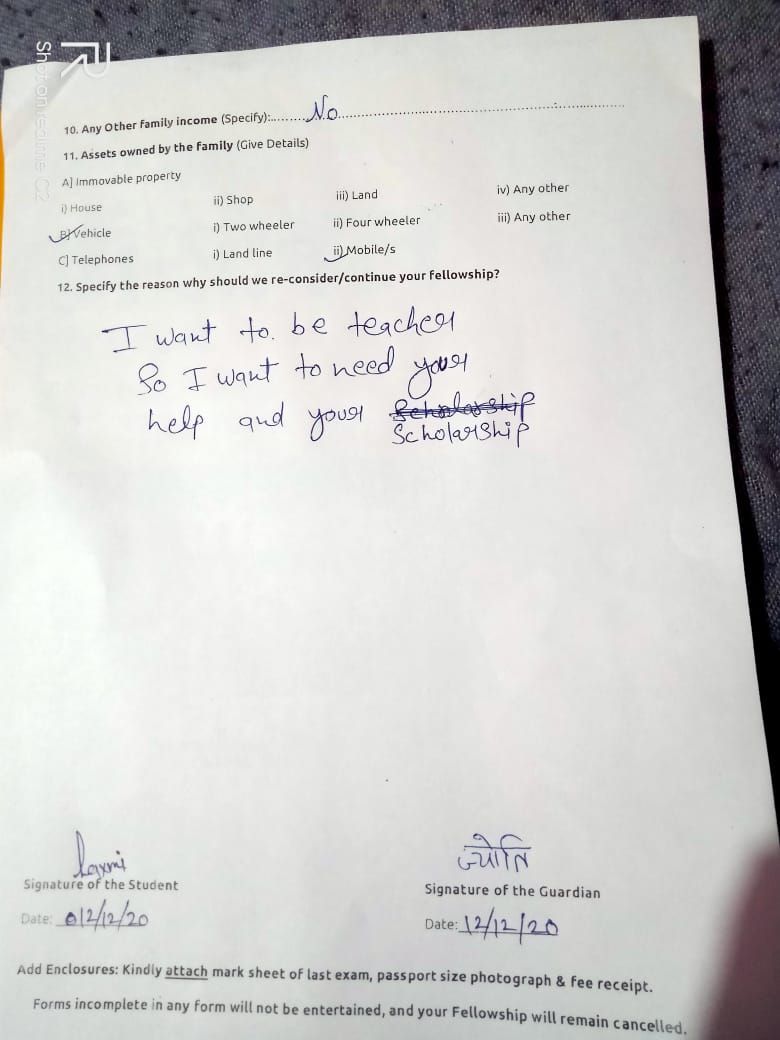 Shot on realme C2
R
10. Any Other family income (Specify):......... No.............................................................
11. Assets owned by the family (Give Details)
A] Immovable property
i) House ii) Shop iii) Land iv) Any other
B] Vehicle i) Two wheeler ii) Four wheeler iii) Any other
C] Telephones i) Land line ii) Mobile/s
12. Specify the reason why should we re-consider/continue your fellowship?
I want to. be teacher
So I want to need your
help and your Scholarship
Scholarship
Laxmi
ज्योति
Signature of the Student
Signature of the Guardian
Date: 012/12/20
Date: 12/12/20
Add Enclosures: Kindly attach mark sheet of last exam, passport size photograph & fee receipt.
Forms incomplete in any form will not be entertained, and your Fellowship will remain cancelled.